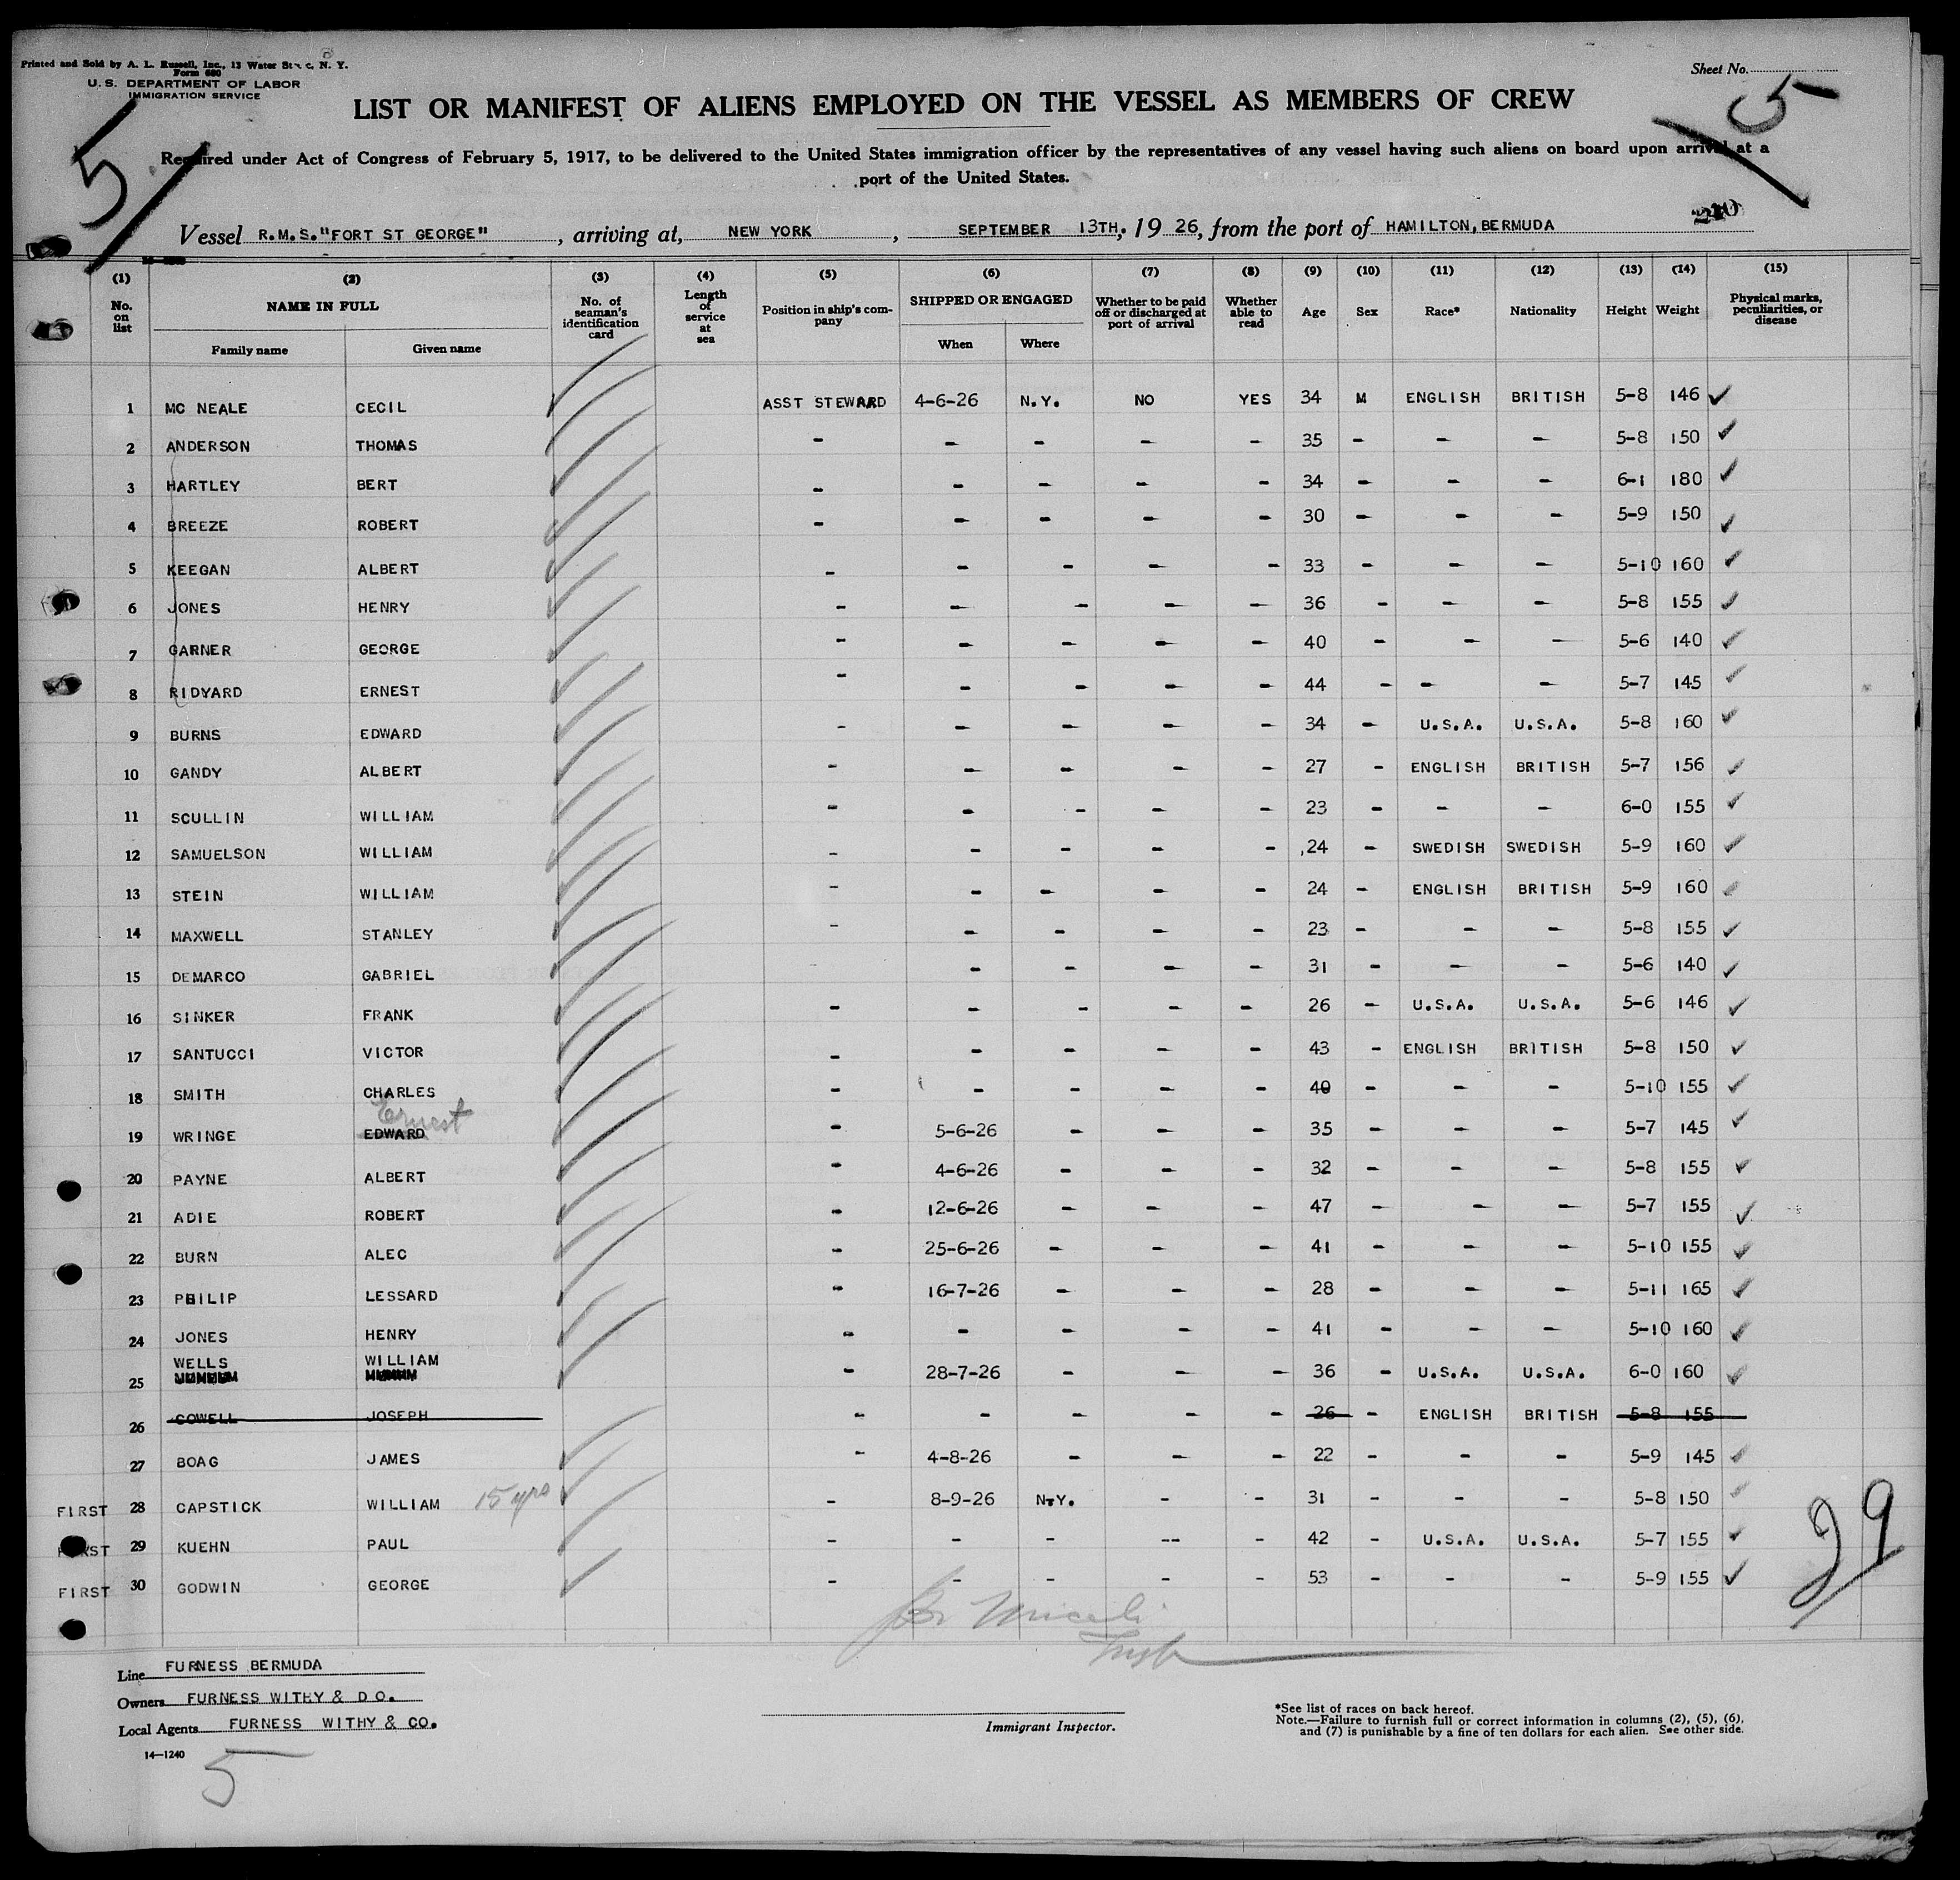 Printed and Sold by A. L. Russell, Inc., 13 Water N. Y.
Form 680
U. S. DEPARTMENT OF LABOR
IMMIGRATION SERVICE
Sheet No.
5
5
LIST OR MANIFEST OF ALIENS EMPLOYED ON THE VESSEL AS MEMBERS OF CREW
Required under Act of Congress of February 5, 1917, to be delivered to the United States immigration officer by the representatives of any vessel having such aliens on board upon arrival at a
port of the United States.
Vessel R.M.S."FORT ST GEORGE", arriving at, NEW YORK, SEPTEMBER 13TH, 19 26, from the port of HAMILTON, BERMUDA
(1) (2) (3) (4) (5) (6) (7) (8) (9) (10) (11) (12) (13) (14) (15)
No. on list NAME IN FULL Family name Given name No. of seaman's identification card Length of service at sea Position in ship's company SHIPPED OR ENGAGED When Where Whether to be paid off or discharged at port of arrival Whether able to read Age Sex Race* Nationality Height Weight Physical marks, peculiarities, or disease
1 MC NEALE CECIL ASST STEWARD 4-6-26 N.Y. NO YES 34 M ENGLISH BRITISH 5-8 146 ✓
2 ANDERSON THOMAS - - - - - 35 - - - 5-8 150 ✓
3 HARTLEY BERT - - - - - 34 - - - 6-1 180 ✓
4 BREEZE ROBERT - - - - - 30 - - - 5-9 150 ✓
5 KEEGAN ALBERT - - - - - 33 - - - 5-10 160 ✓
6 JONES HENRY - - - - - 36 - - - 5-8 155 ✓
7 GARNER GEORGE - - - - - 40 - - - 5-6 140 ✓
8 RIDYARD ERNEST - - - - - 44 - - - 5-7 145 ✓
9 BURNS EDWARD - - - - - 34 - U.S.A. U.S.A. 5-8 160 ✓
10 GANDY ALBERT - - - - - 27 - ENGLISH BRITISH 5-7 156 ✓
11 SCULLIN WILLIAM - - - - - 23 - - - 6-0 155 ✓
12 SAMUELSON WILLIAM - - - - - 24 - SWEDISH SWEDISH 5-9 160 ✓
13 STEIN WILLIAM - - - - - 24 - ENGLISH BRITISH 5-9 160 ✓
14 MAXWELL STANLEY - - - - - 23 - - - 5-8 155 ✓
15 DEMARCO GABRIEL - - - - 31 - - - 5-6 140 ✓
16 SINKER FRANK - - - - - 26 - U.S.A. U.S.A. 5-6 146 ✓
17 SANTUCCI VICTOR - - - - - 43 - ENGLISH BRITISH 5-8 150 ✓
18 SMITH CHARLES - - - - - 40 - - - 5-10 155 ✓
Ernest
19 WRINGE EDWARD - 5-6-26 - - - 35 - - - 5-7 145 ✓
20 PAYNE ALBERT - 4-6-26 - - - 32 - - - 5-8 155 ✓
21 ADIE ROBERT - 12-6-26 - - - 47 - - - 5-7 155 ✓
22 BURN ALEC - 25-6-26 - - - 41 - - - 5-10 155 ✓
23 PHILIP LESSARD - 16-7-26 - - - 28 - - - 5-11 165 ✓
24 JONES HENRY - - - - - 41 - - - 5-10 160 ✓
25 WELLS WILLIAM - 28-7-26 - - - 36 - U.S.A. U.S.A. 6-0 160 ✓
26 COWELL JOSEPH - - - - - 26 - ENGLISH BRITISH 5-8 155
27 BOAG JAMES - 4-8-26 - - - 22 - - - 5-9 145 ✓
FIRST 28 CAPSTICK WILLIAM 15 yrs - 8-9-26 N.Y. - - 31 - - - 5-8 150 ✓
FIRST 29 KUEHN PAUL - - - -- - 42 - U.S.A. U.S.A. 5-7 155 ✓
FIRST 30 GODWIN GEORGE - - - - - 53 - - - 5-9 155 ✓
29
Line FURNESS BERMUDA
Owners FURNESS WITHY & D O.
Local Agents FURNESS WITHY & CO.
14—1240
5
Immigrant Inspector.
*See list of races on back hereof.
Note.—Failure to furnish full or correct information in columns (2), (5), (6),
and (7) is punishable by a fine of ten dollars for each alien. See other side.